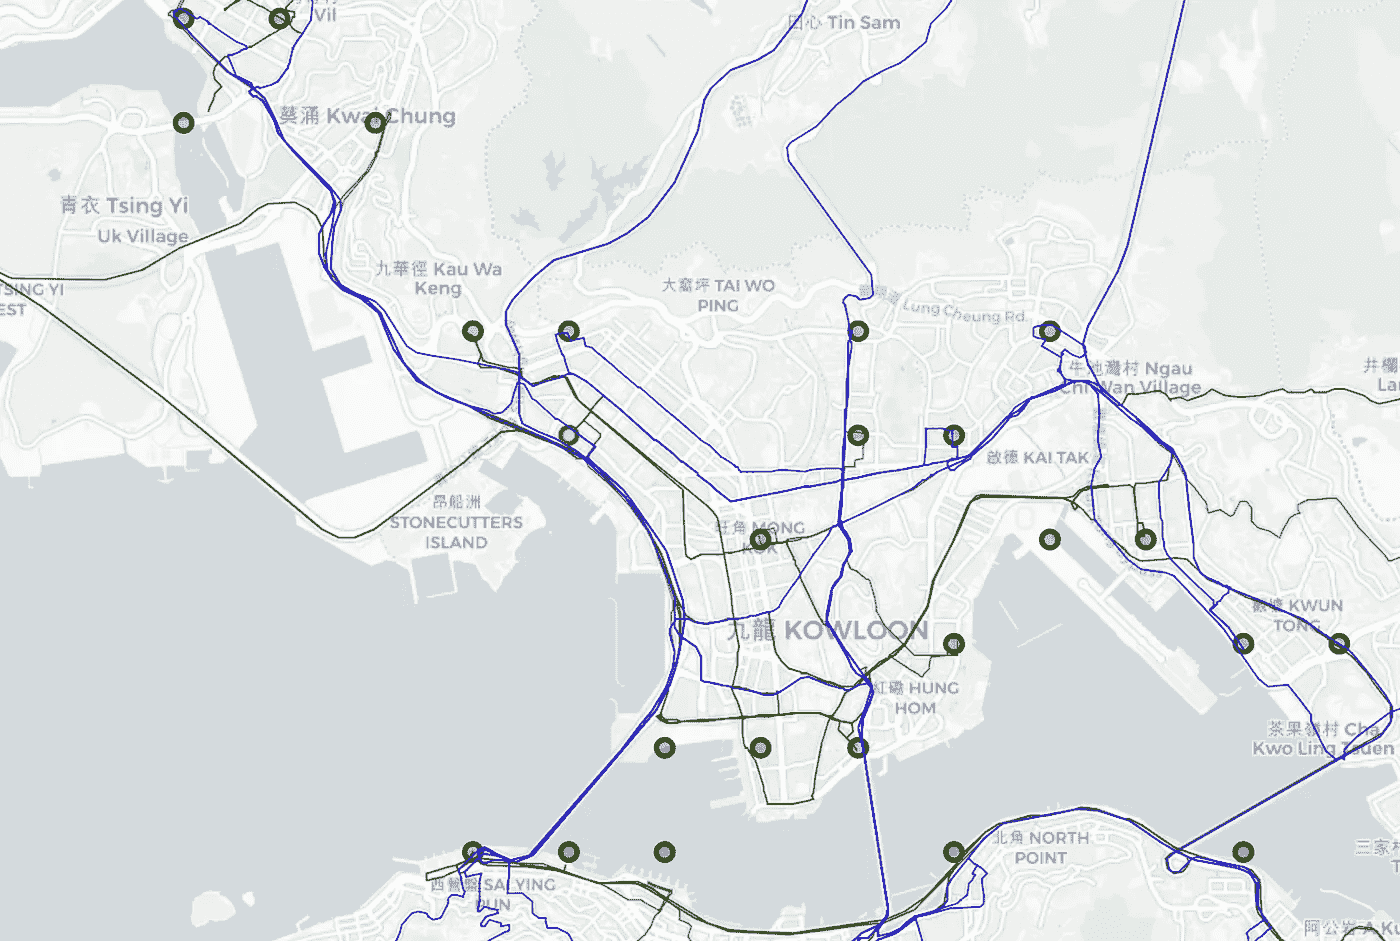 Vil
田心 Tin Sam
葵涌 Kwai Chung
青衣 Tsing Yi
Uk Village
九華徑 Kau Wa
Keng
大窩坪 TAI WO
PING
TSING YI
EST
Lung Cheung Rd
牛池灣村 Ngau
Chi Wan Village
井欄
Lar
啟德 KAI TAK
昂船洲
STONECUTTERS
ISLAND
旺角 MONG
KOK
九龍 KOWLOON
觀塘 KWUN
TONG
紅磡 HUNG
HOM
茶果嶺村 Cha
Kwo Ling Tsuen
北角 NORTH
POINT
三家村
T
西營盤 SAI YING
PUN
阿公岩 A Ku